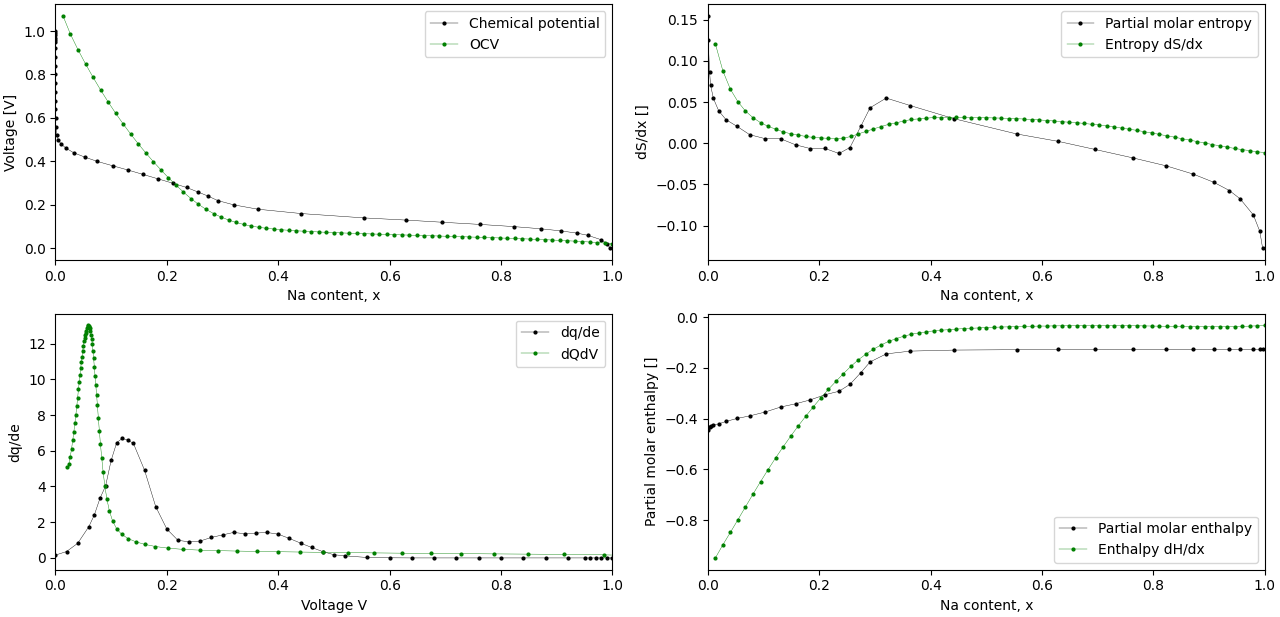 Voltage [V]
1.0
0.8
0.6
0.4
0.2
0.0
Chemical potential
OCV
0.0 0.2 0.4 0.6 0.8 1.0
Na content, x
dS/dx []
0.15
0.10
0.05
0.00
−0.05
−0.10
Partial molar entropy
Entropy dS/dx
0.0 0.2 0.4 0.6 0.8 1.0
Na content, x
dq/de
12
10
8
6
4
2
0
dq/de
dQdV
0.0 0.2 0.4 0.6 0.8 1.0
Voltage V
Partial molar enthalpy []
0.0
−0.2
−0.4
−0.6
−0.8
Partial molar enthalpy
Enthalpy dH/dx
0.0 0.2 0.4 0.6 0.8 1.0
Na content, x